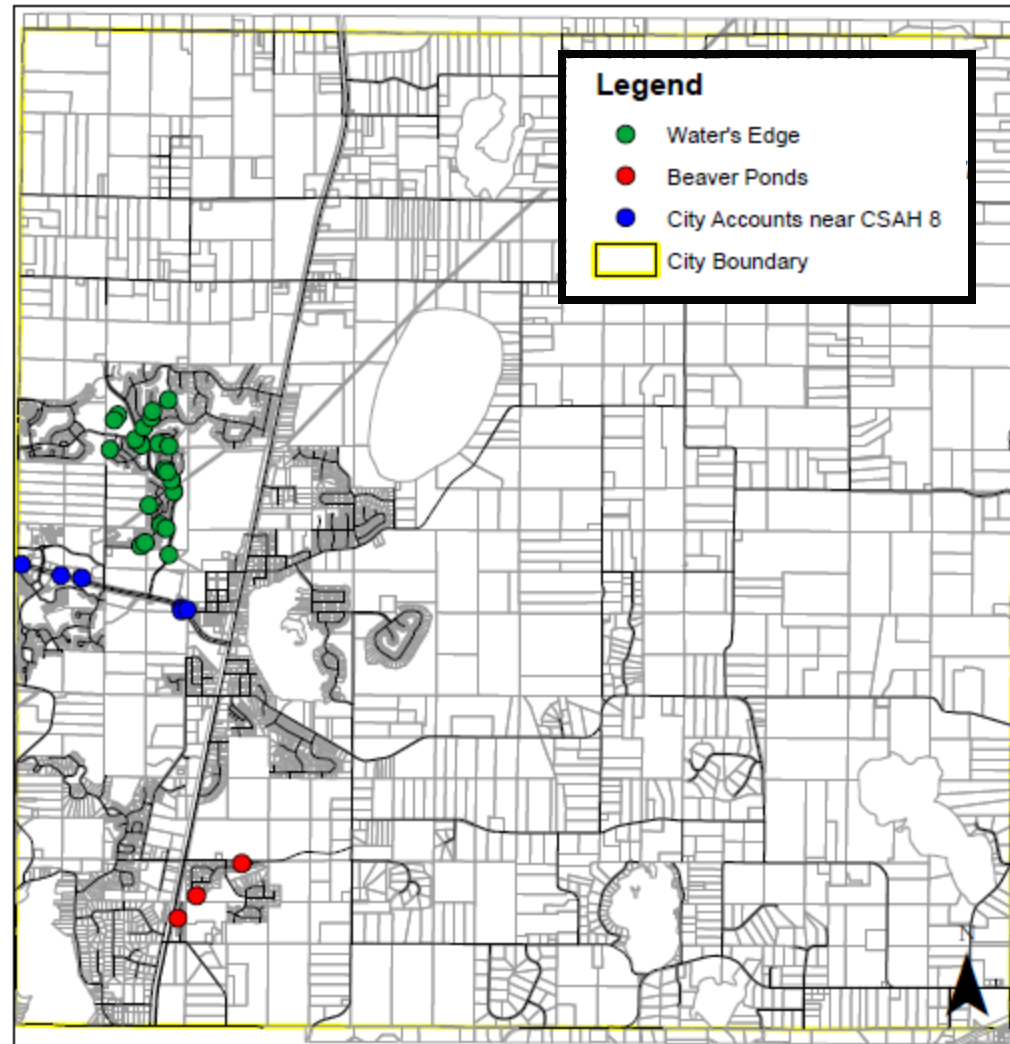 Legend
Water's Edge
Beaver Ponds
City Accounts near CSAH 8
City Boundary
N